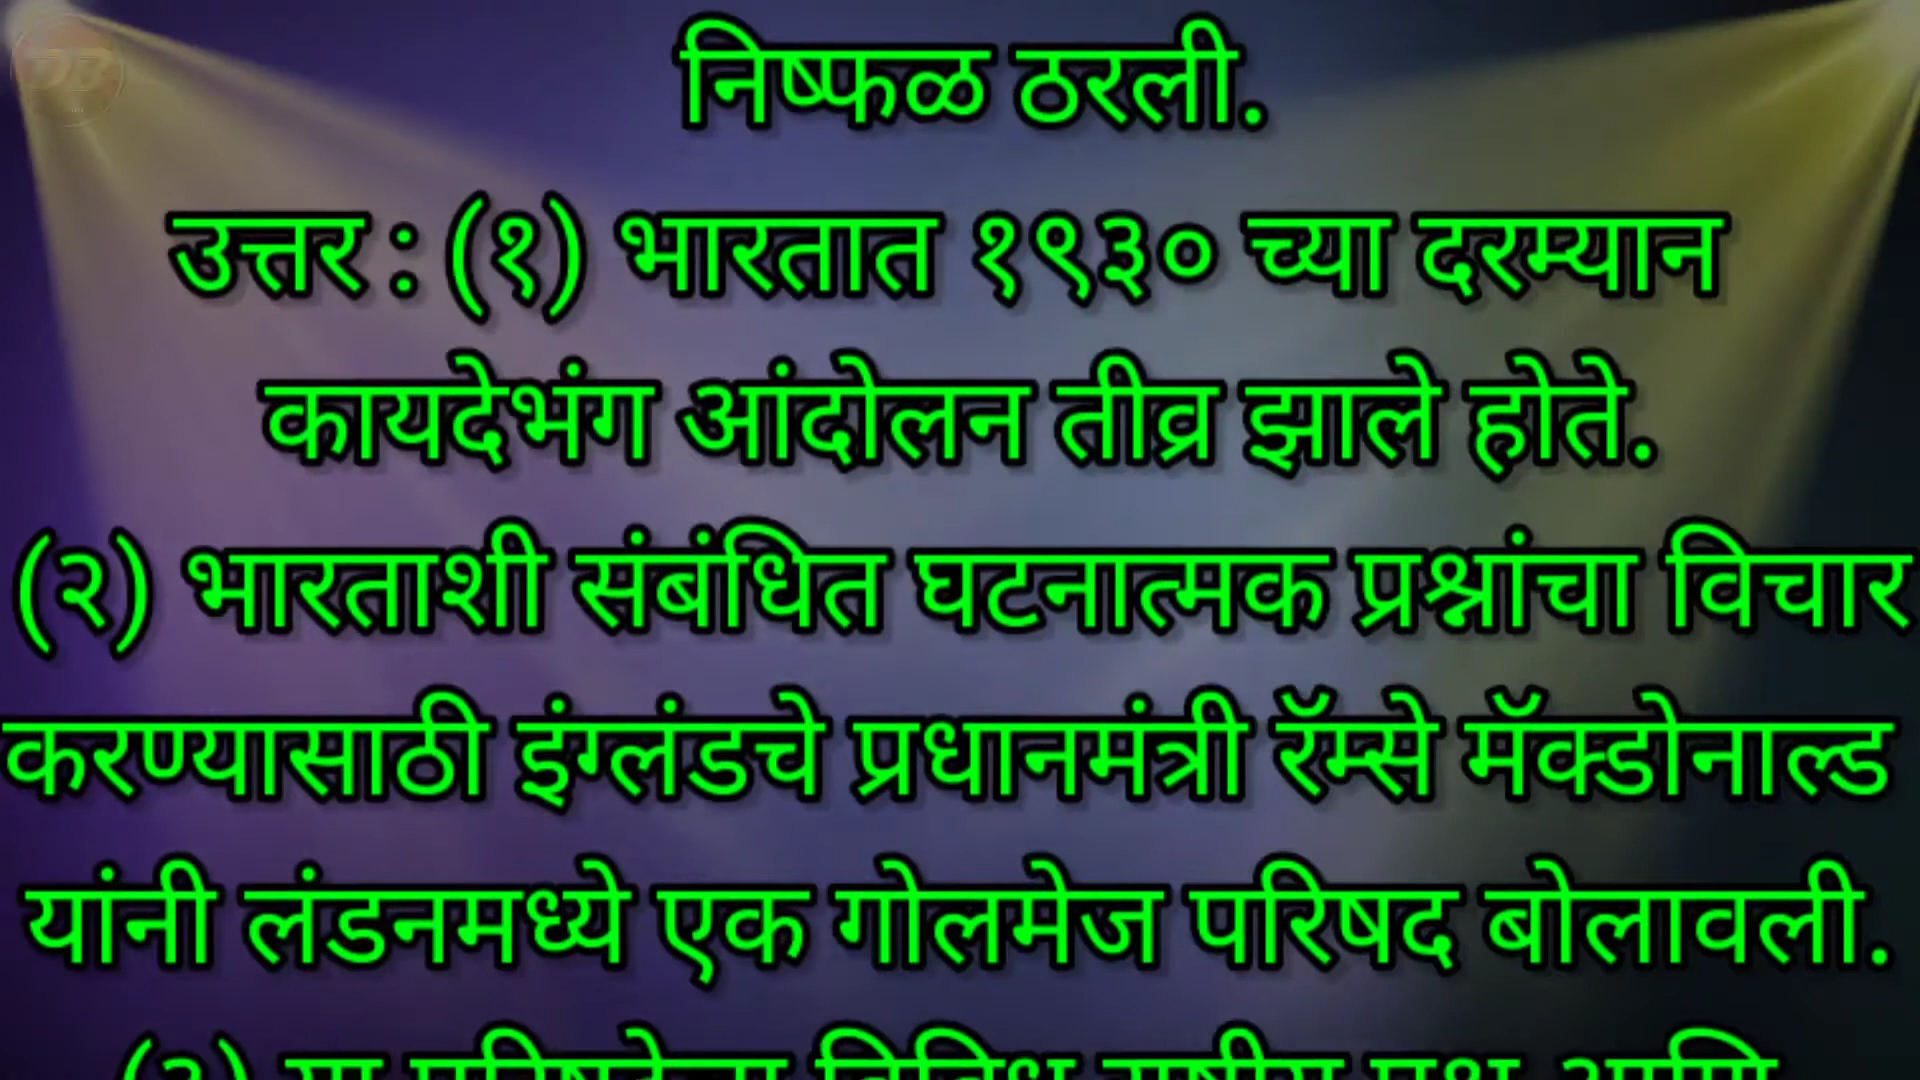 निष्फळ ठरली.
उत्तर : (१) भारतात १९३० च्या दरम्यान
कायदेभंग आंदोलन तीव्र झाले होते.
(२) भारताशी संबंधित घटनात्मक प्रश्नांचा विचार
करण्यासाठी इंग्लंडचे प्रधानमंत्री रॅम्से मॅक्डोनाल्ड
यांनी लंडनमध्ये एक गोलमेज परिषद बोलावली.